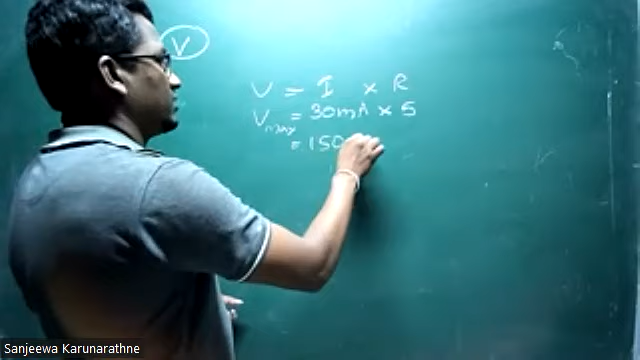 V
V = I × R
Vmax = 30mA × 5
= 150
Sanjeewa Karunarathne